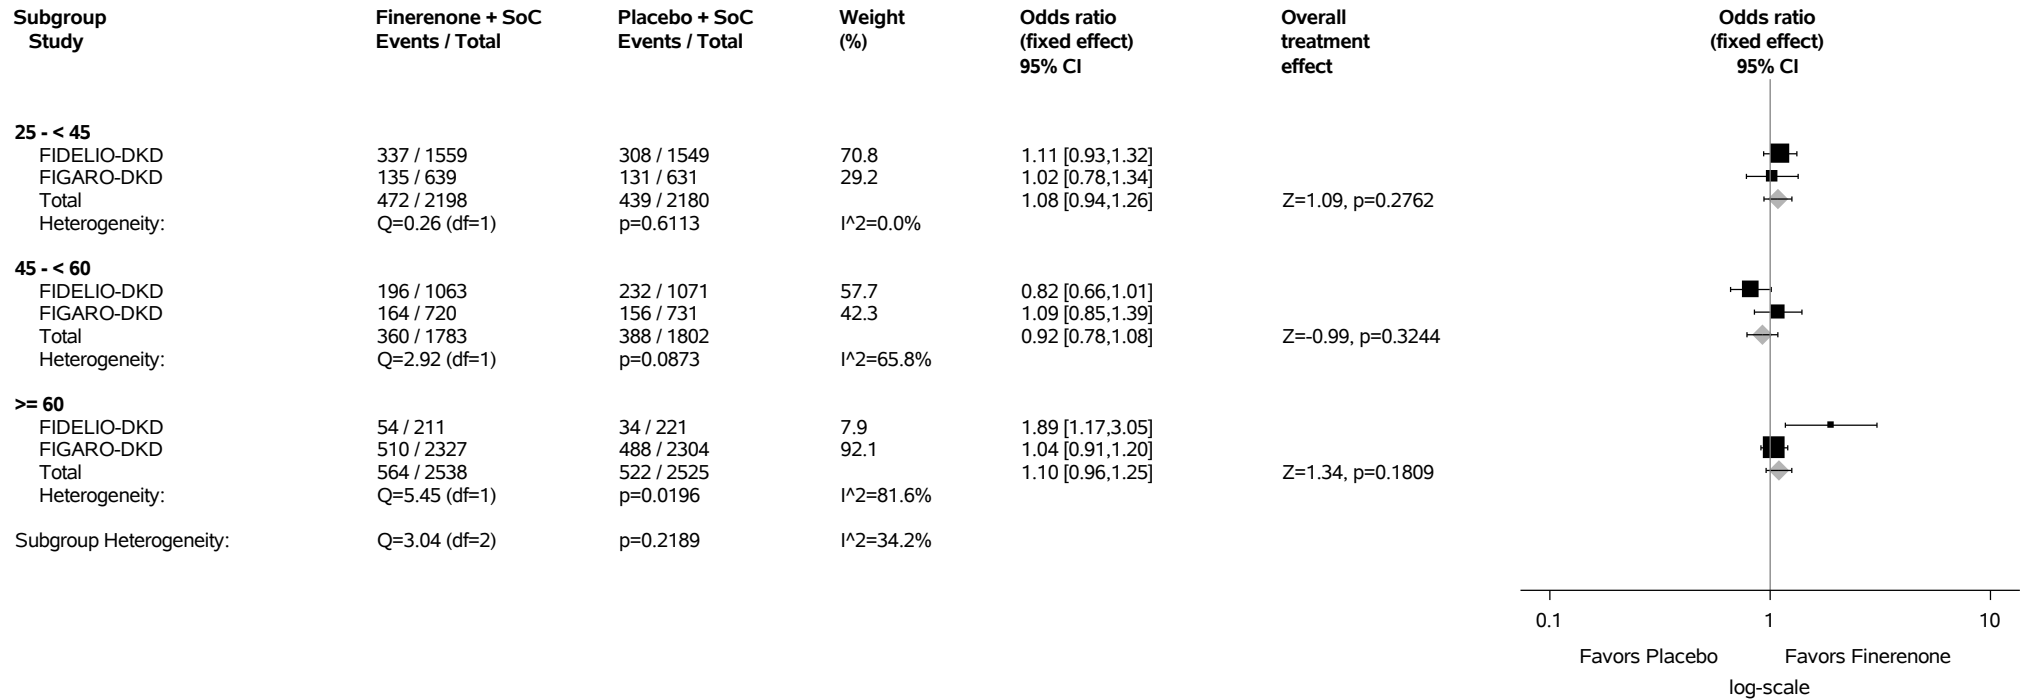 Subgroup Finerenone + SoC Placebo + SoC Weight Odds ratio Overall Odds ratio
Study Events / Total Events / Total (%) (fixed effect) treatment (fixed effect)
95% CI effect 95% CI
25 - < 45
FIDELIO-DKD 337 / 1559 308 / 1549 70.8 1.11 [0.93,1.32]
FIGARO-DKD 135 / 639 131 / 631 29.2 1.02 [0.78,1.34]
Total 472 / 2198 439 / 2180 1.08 [0.94,1.26] Z=1.09, p=0.2762
Heterogeneity: Q=0.26 (df=1) p=0.6113 I^2=0.0%
45 - < 60
FIDELIO-DKD 196 / 1063 232 / 1071 57.7 0.82 [0.66,1.01]
FIGARO-DKD 164 / 720 156 / 731 42.3 1.09 [0.85,1.39]
Total 360 / 1783 388 / 1802 0.92 [0.78,1.08] Z=-0.99, p=0.3244
Heterogeneity: Q=2.92 (df=1) p=0.0873 I^2=65.8%
>= 60
FIDELIO-DKD 54 / 211 34 / 221 7.9 1.89 [1.17,3.05]
FIGARO-DKD 510 / 2327 488 / 2304 92.1 1.04 [0.91,1.20]
Total 564 / 2538 522 / 2525 1.10 [0.96,1.25] Z=1.34, p=0.1809
Heterogeneity: Q=5.45 (df=1) p=0.0196 I^2=81.6%
Subgroup Heterogeneity: Q=3.04 (df=2) p=0.2189 I^2=34.2%
0.1 1 10
Favors Placebo Favors Finerenone
log-scale